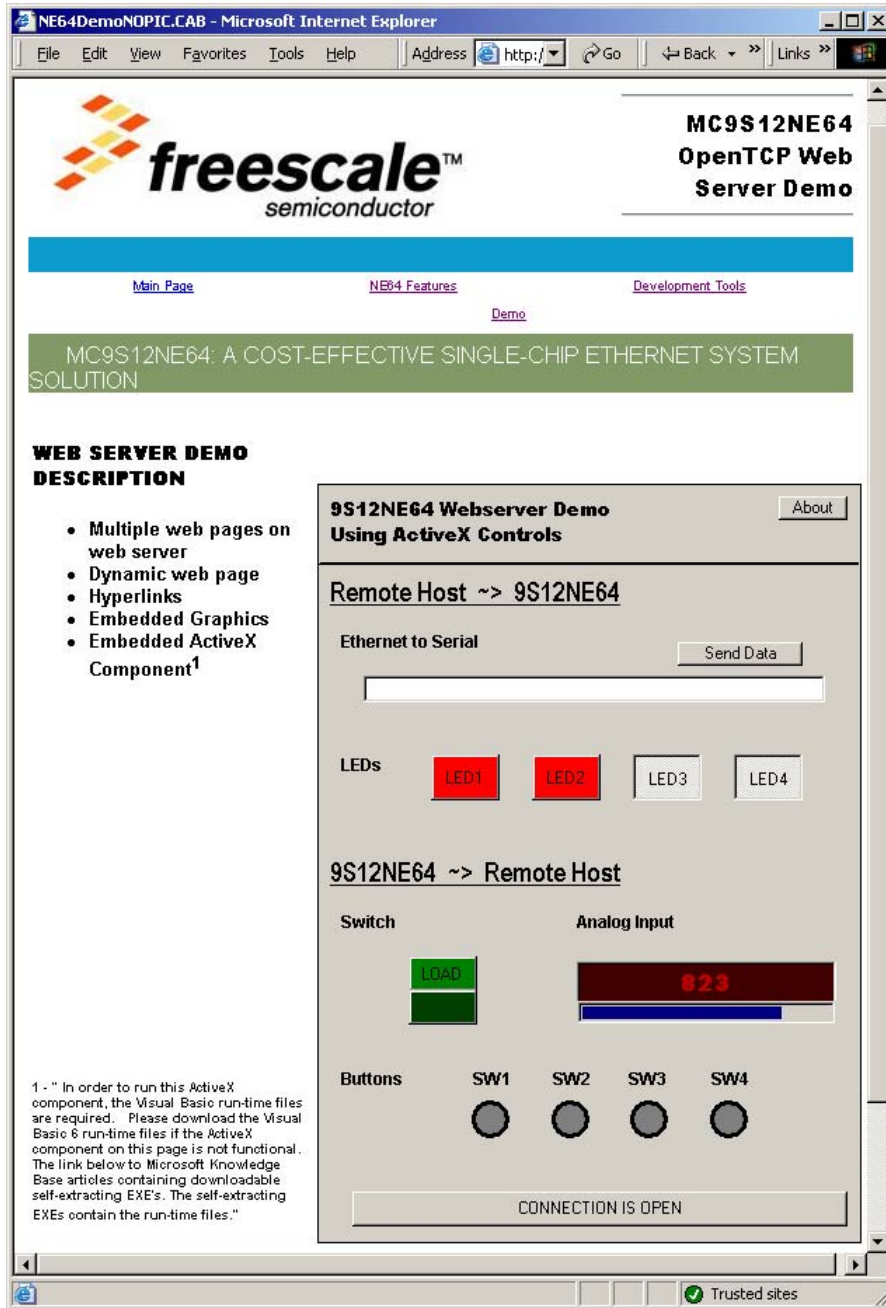 NE64DemoNOPIC.CAB - Microsoft Internet Explorer
File Edit View Favorites Tools Help Address http:/ Go Back » Links »
freescale™
semiconductor
MC9S12NE64
OpenTCP Web
Server Demo
Main Page NE64 Features Development Tools
Demo
MC9S12NE64: A COST-EFFECTIVE SINGLE-CHIP ETHERNET SYSTEM
SOLUTION
WEB SERVER DEMO
DESCRIPTION
• Multiple web pages on
web server
• Dynamic web page
• Hyperlinks
• Embedded Graphics
• Embedded ActiveX
Component1
1 - " In order to run this ActiveX
component, the Visual Basic run-time files
are required. Please download the Visual
Basic 6 run-time files if the ActiveX
component on this page is not functional.
The link below to Microsoft Knowledge
Base articles containing downloadable
self-extracting EXE's. The self-extracting
EXEs contain the run-time files."
9S12NE64 Webserver Demo
Using ActiveX Controls
About
Remote Host ~> 9S12NE64
Ethernet to Serial
Send Data
LEDs LED1 LED2 LED3 LED4
9S12NE64 ~> Remote Host
Switch Analog Input
LOAD 823
Buttons SW1 SW2 SW3 SW4
CONNECTION IS OPEN
Trusted sites